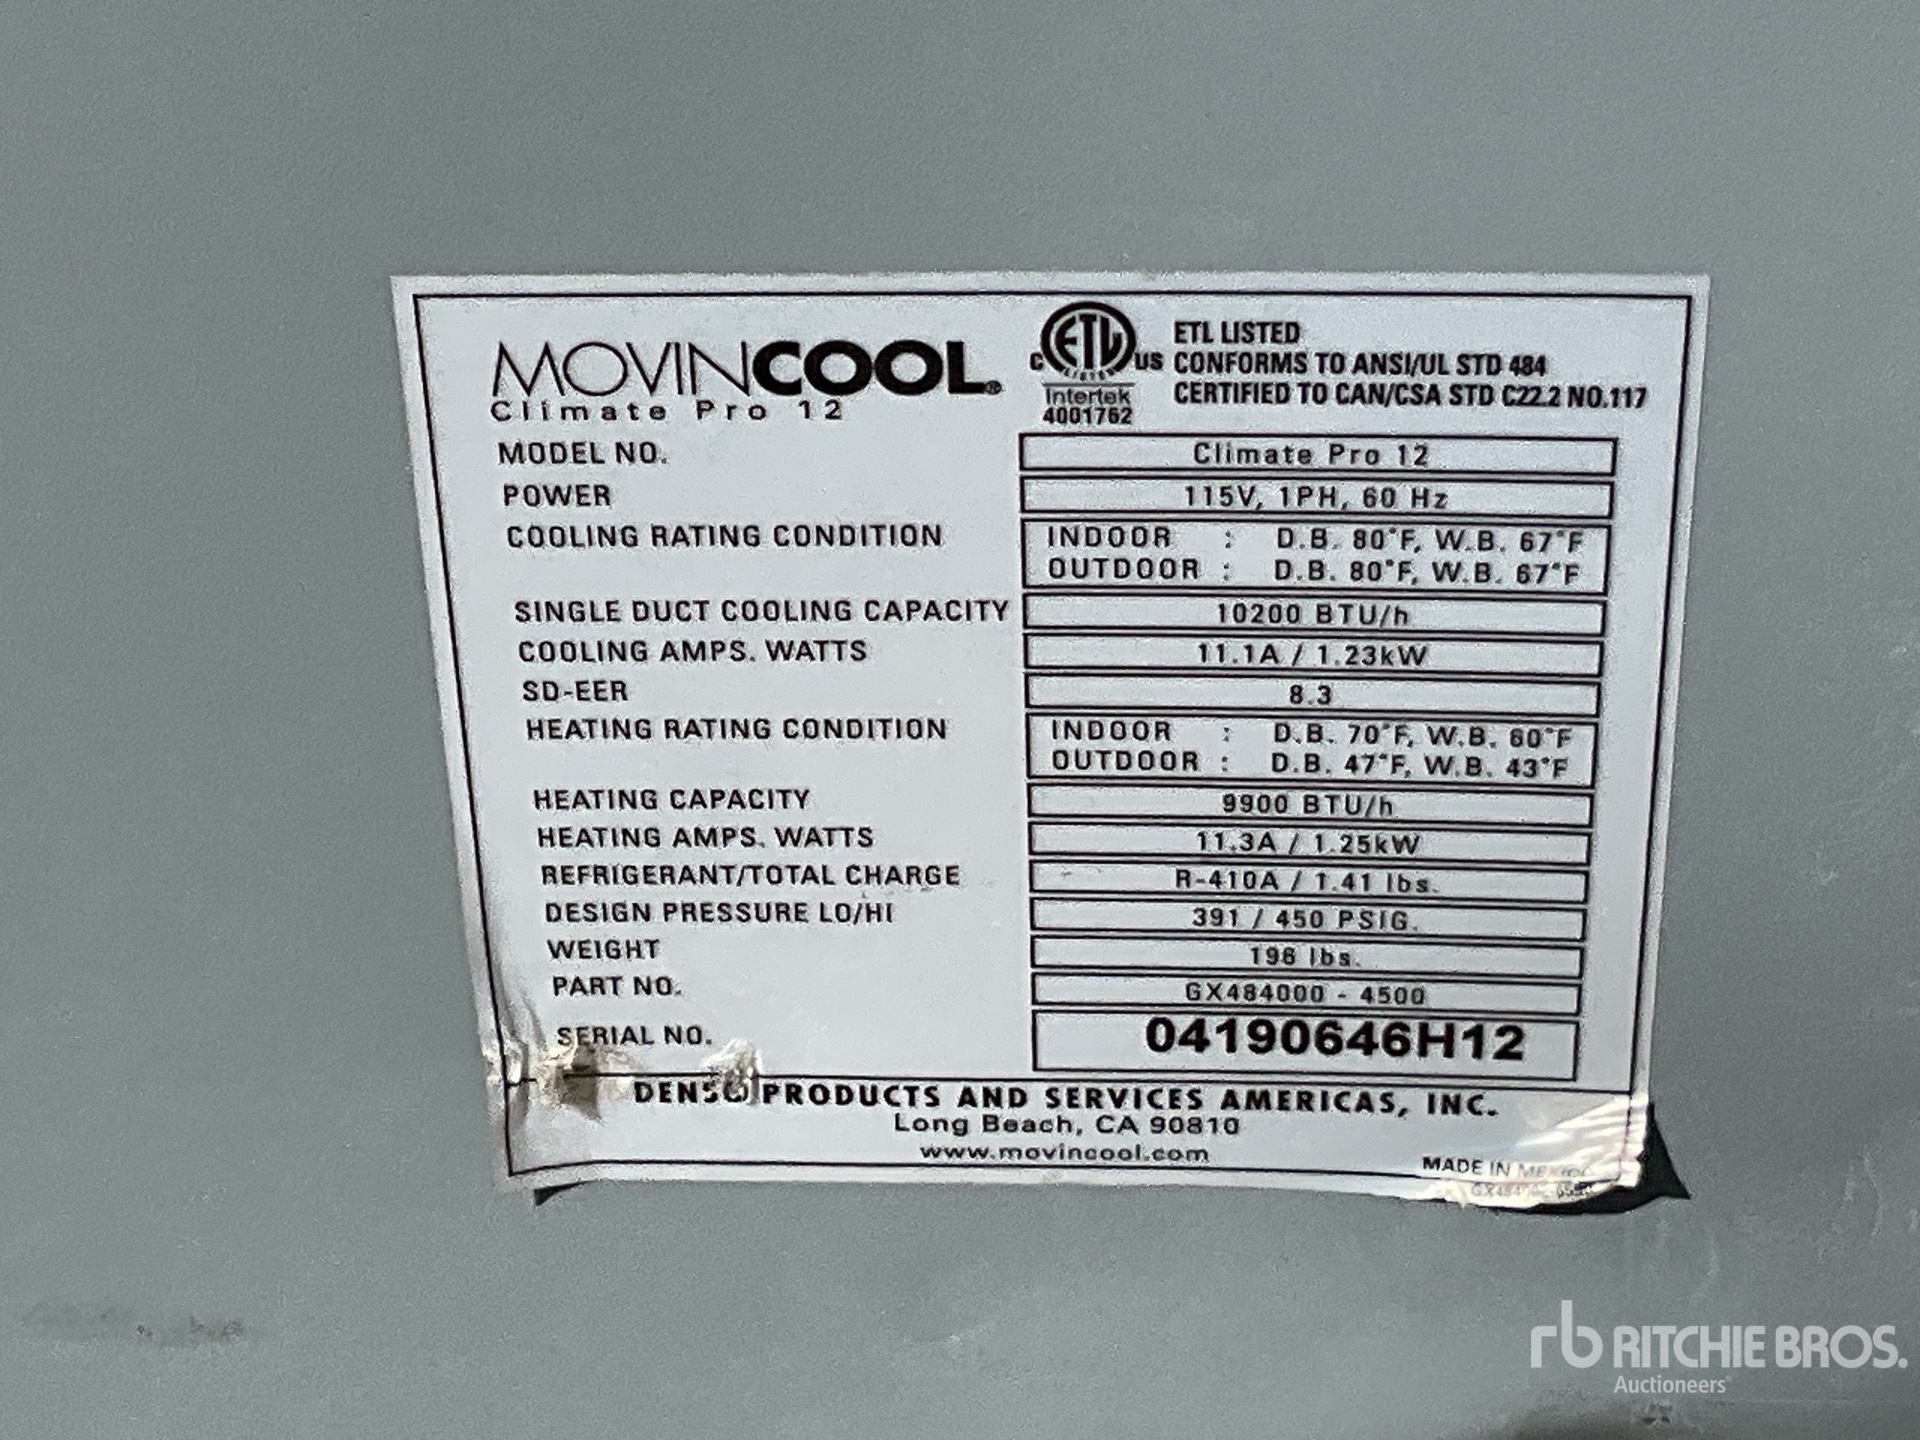 MOVINCOOL®
Climate Pro 12
C ETL LISTED US
Intertek
4001762
ETL LISTED
CONFORMS TO ANSI/UL STD 484
CERTIFIED TO CAN/CSA STD C22.2 NO.117
MODEL NO. Climate Pro 12
POWER 115V, 1PH, 60 Hz
COOLING RATING CONDITION INDOOR : D.B. 80°F, W.B. 67°F
OUTDOOR : D.B. 80°F, W.B. 67°F
SINGLE DUCT COOLING CAPACITY 10200 BTU/h
COOLING AMPS. WATTS 11.1A / 1.23kW
SD-EER 8.3
HEATING RATING CONDITION INDOOR : D.B. 70°F, W.B. 60°F
OUTDOOR : D.B. 47°F, W.B. 43°F
HEATING CAPACITY 9900 BTU/h
HEATING AMPS. WATTS 11.3A / 1.25kW
REFRIGERANT/TOTAL CHARGE R-410A / 1.41 lbs.
DESIGN PRESSURE LO/HI 391 / 450 PSIG.
WEIGHT 198 lbs.
PART NO. GX484000 - 4500
SERIAL NO. 04190646H12
DENSO PRODUCTS AND SERVICES AMERICAS, INC.
Long Beach, CA 90810
www.movincool.com
MADE IN MEXICO
rb RITCHIE BROS.
Auctioneers